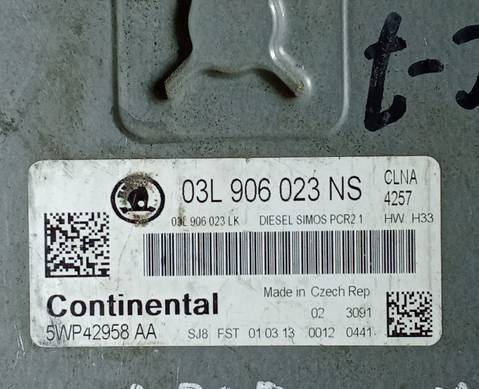 t-
03L 906 023 NS CLNA
4257
03L 906 023 LK DIESEL SIMOS PCR2.1 HW H33
Made in Czech Rep
Continental 02 3091
5WP42958 AA SJ8 FST 01 03 13 0012 0441